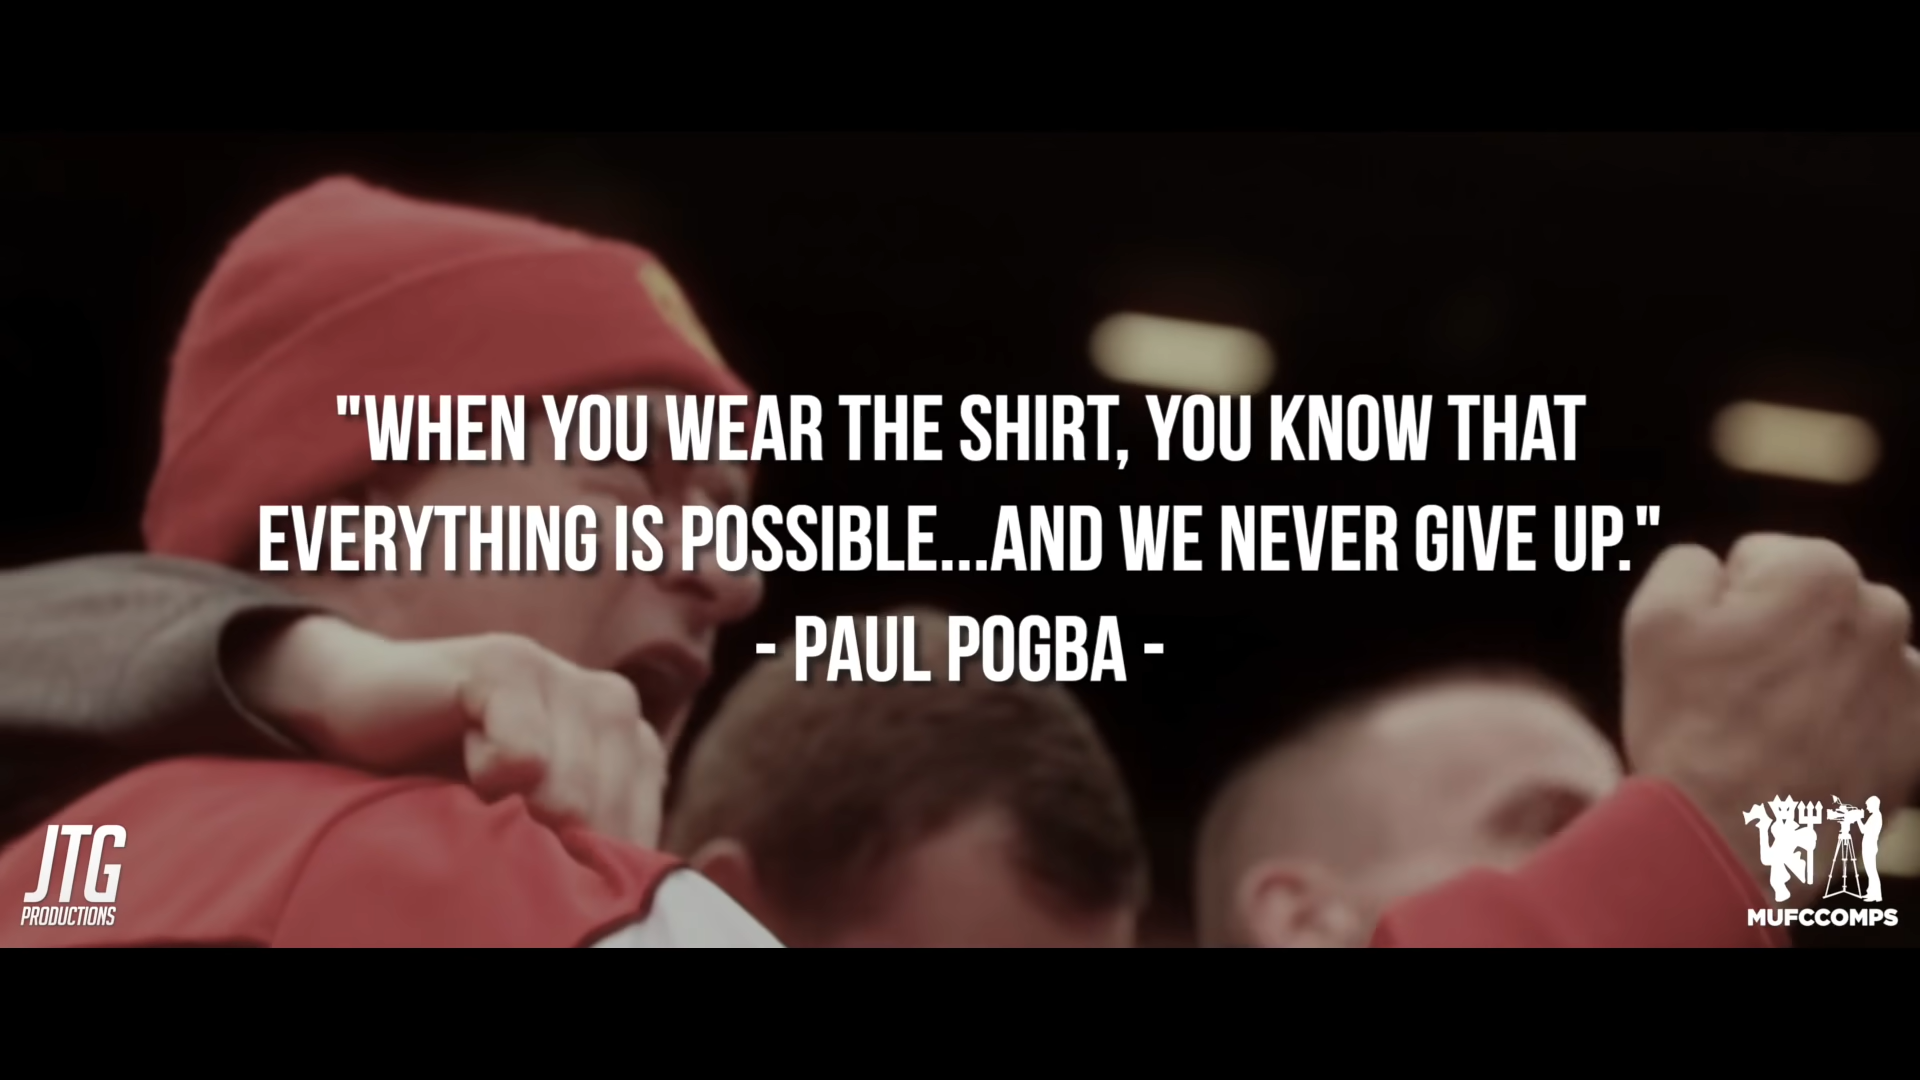 "WHEN YOU WEAR THE SHIRT, YOU KNOW THAT
EVERYTHING IS POSSIBLE...AND WE NEVER GIVE UP."
- PAUL POGBA -
JTG
PRODUCTIONS
MUFCCOMPS